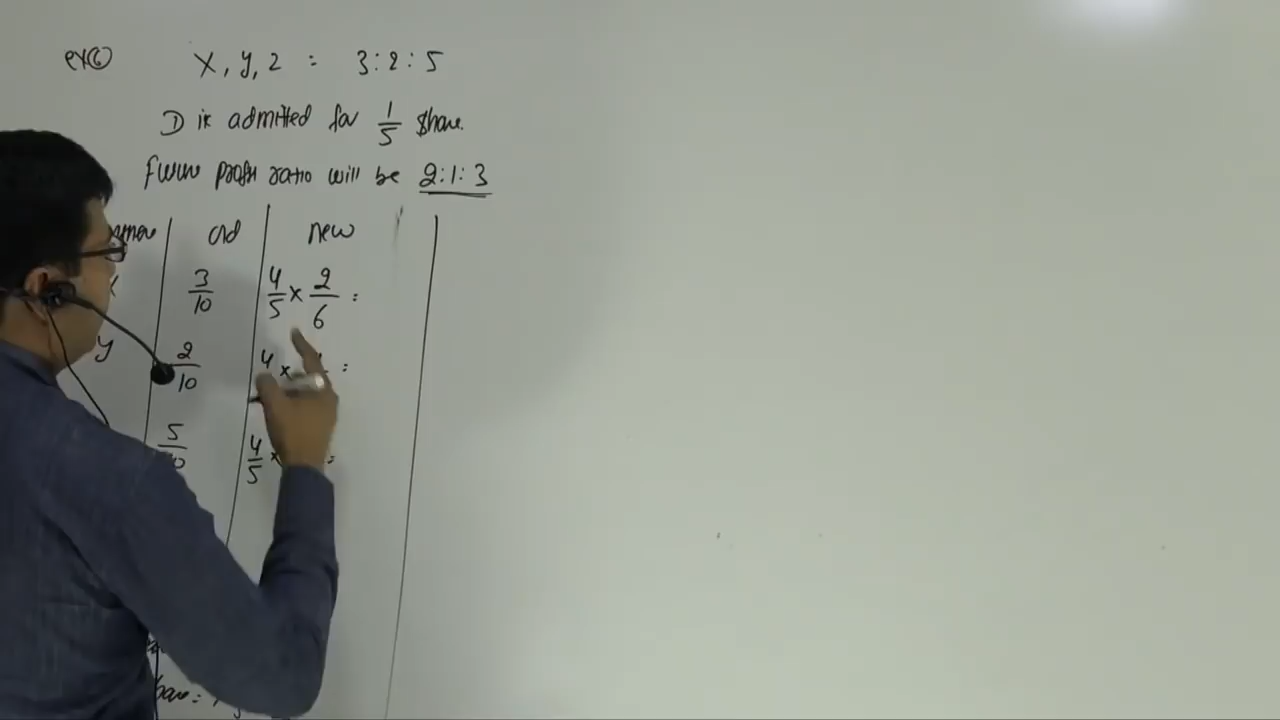 ex⑥ X, Y, Z : 3:2:5
D is admitted for 1/5 Share.
Future profit ratio will be 2:1:3
old new
3/10 4/5 × 2/6 =
Y 2/10 4 × =
5 4/5 × =